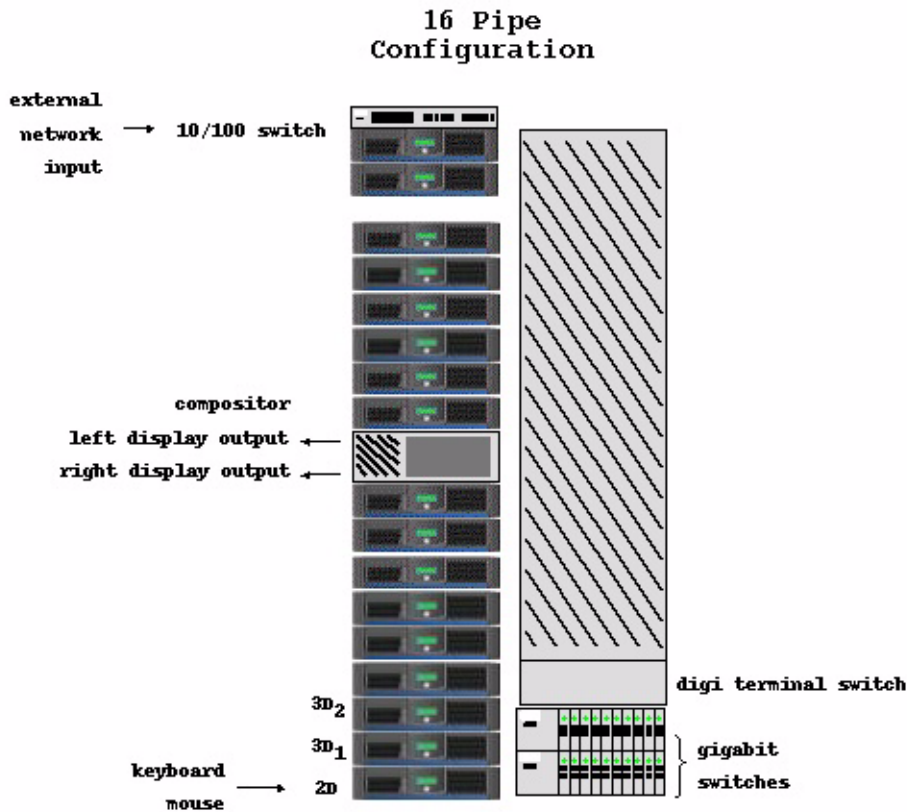 16 Pipe
Configuration
external
network
input
10/100 switch
compositor
left display output
right display output
digi terminal switch
3D2
3D1
gigabit
switches
keyboard
mouse
2D